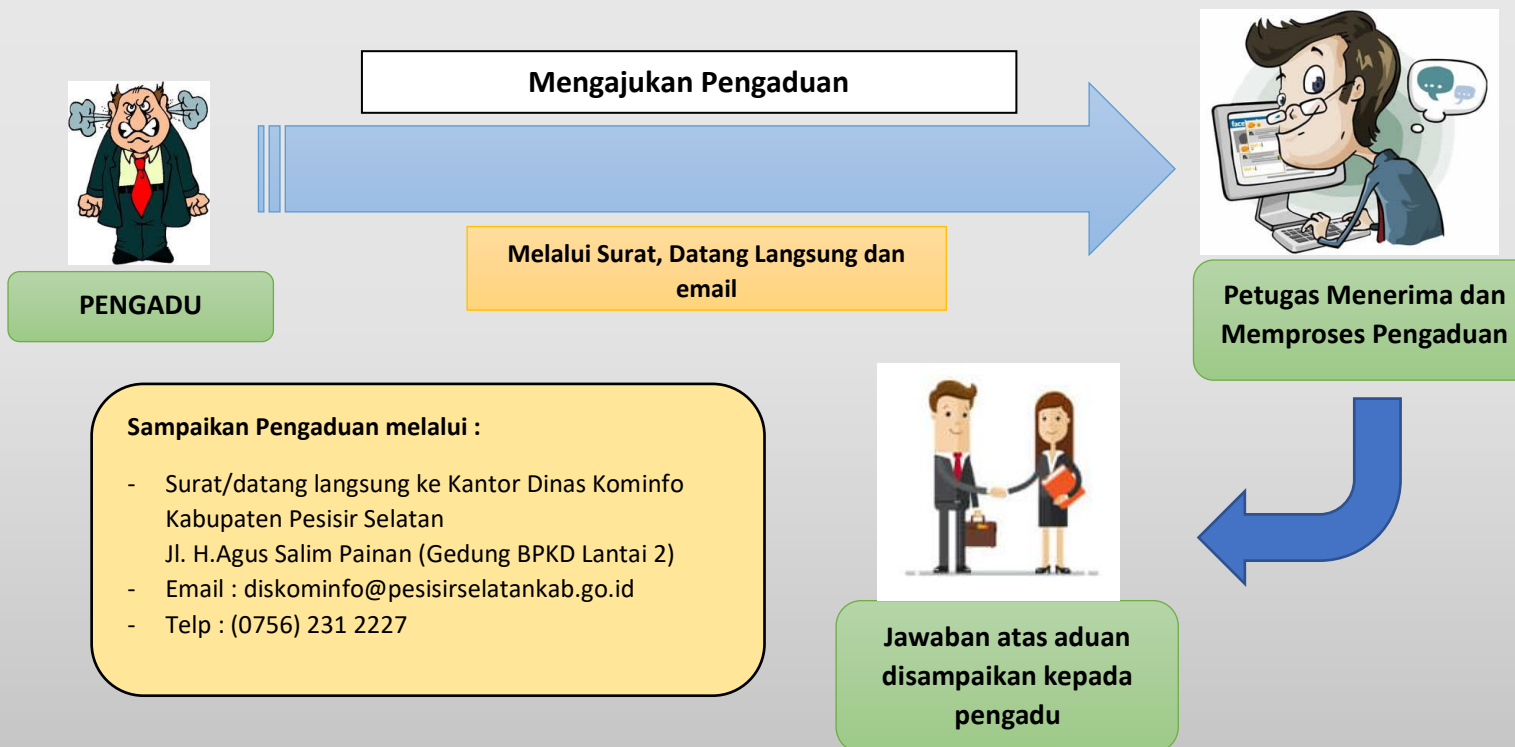 Mengajukan Pengaduan
Melalui Surat, Datang Langsung dan
email
PENGADU
Petugas Menerima dan
Memproses Pengaduan
Sampaikan Pengaduan melalui :
- Surat/datang langsung ke Kantor Dinas Kominfo
Kabupaten Pesisir Selatan
Jl. H.Agus Salim Painan (Gedung BPKD Lantai 2)
- Email : diskominfo@pesisirselatankab.go.id
- Telp : (0756) 231 2227
Jawaban atas aduan
disampaikan kepada
pengadu